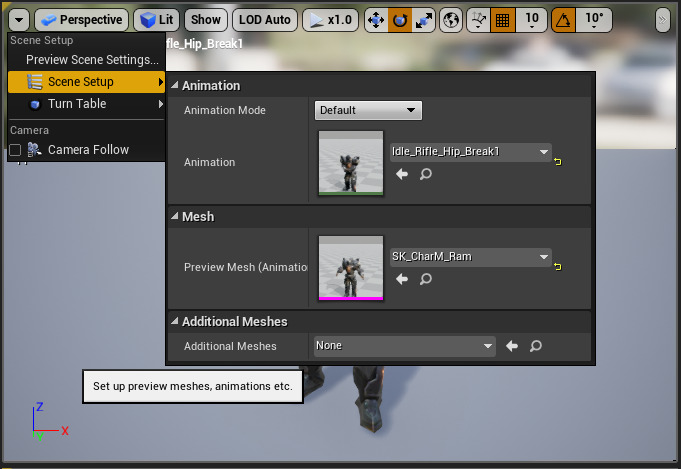 Perspective Lit Show LOD Auto x1.0 10 10°
Scene Setup
fle_Hip_Break1
Preview Scene Settings...
Scene Setup
Turn Table
Camera
Camera Follow
Animation
Animation Mode Default
Animation Idle_Rifle_Hip_Break1
Mesh
Preview Mesh (Animatio SK_CharM_Ram
Additional Meshes
Additional Meshes None
Set up preview meshes, animations etc.
Z
X
Y